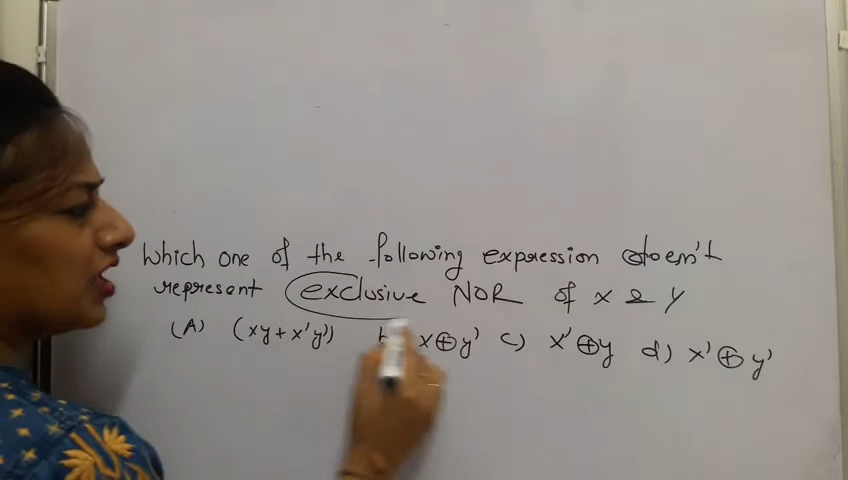 Which one of the following expression doesn't
represent exclusive NOR of x & y
(A) (xy + x'y') b x ⊕ y' c) x' ⊕ y d) x' ⊕ y'